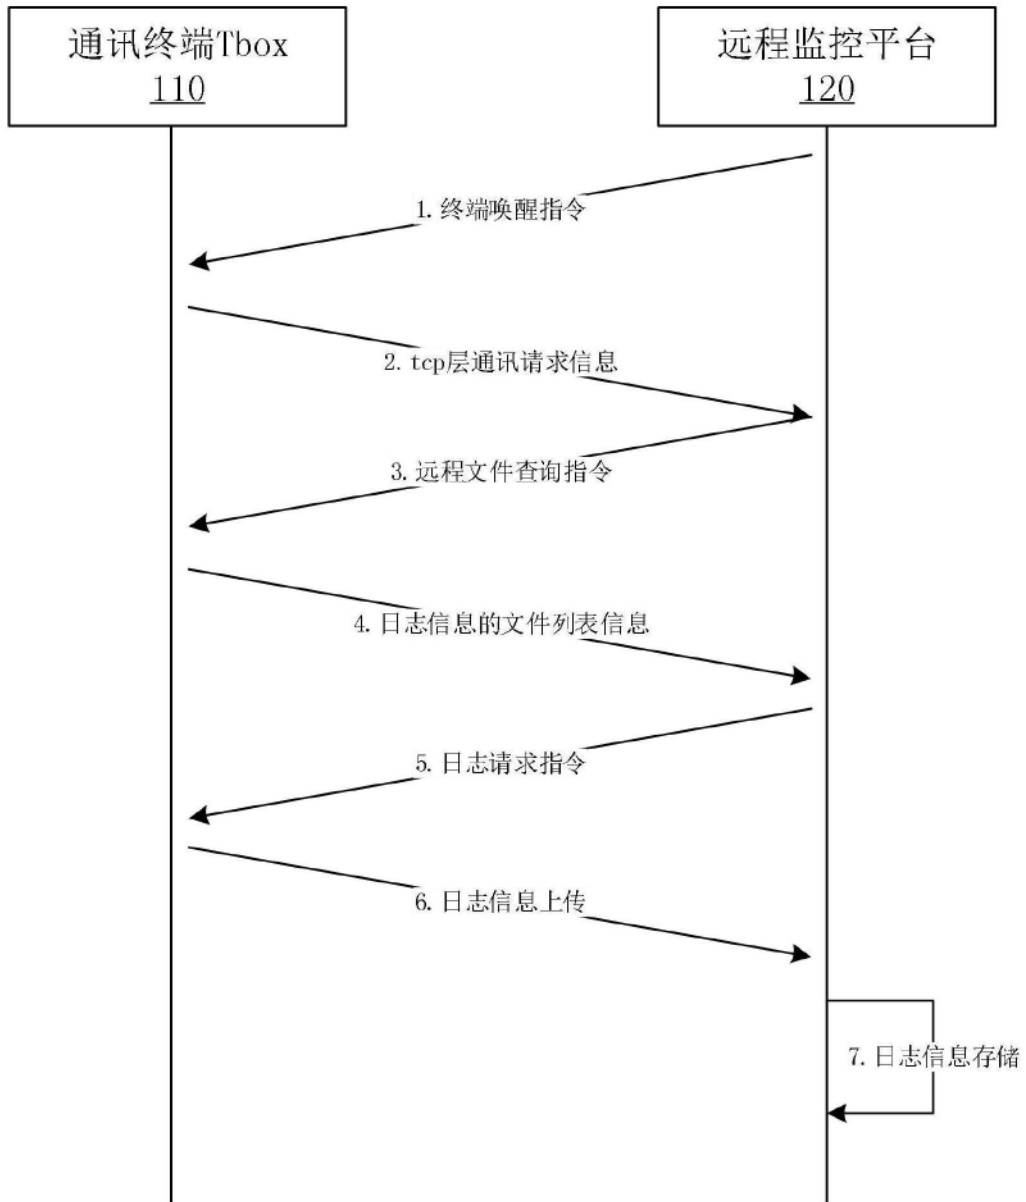 通讯终端Tbox
110
远程监控平台
120
1.终端唤醒指令
2.tcp层通讯请求信息
3.远程文件查询指令
4.日志信息的文件列表信息
5.日志请求指令
6.日志信息上传
7.日志信息存储